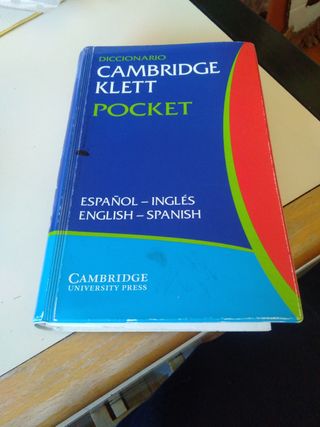 DICCIONARIO
CAMBRIDGE
KLETT
POCKET
ESPAÑOL – INGLÉS
ENGLISH – SPANISH
CAMBRIDGE
UNIVERSITY PRESS